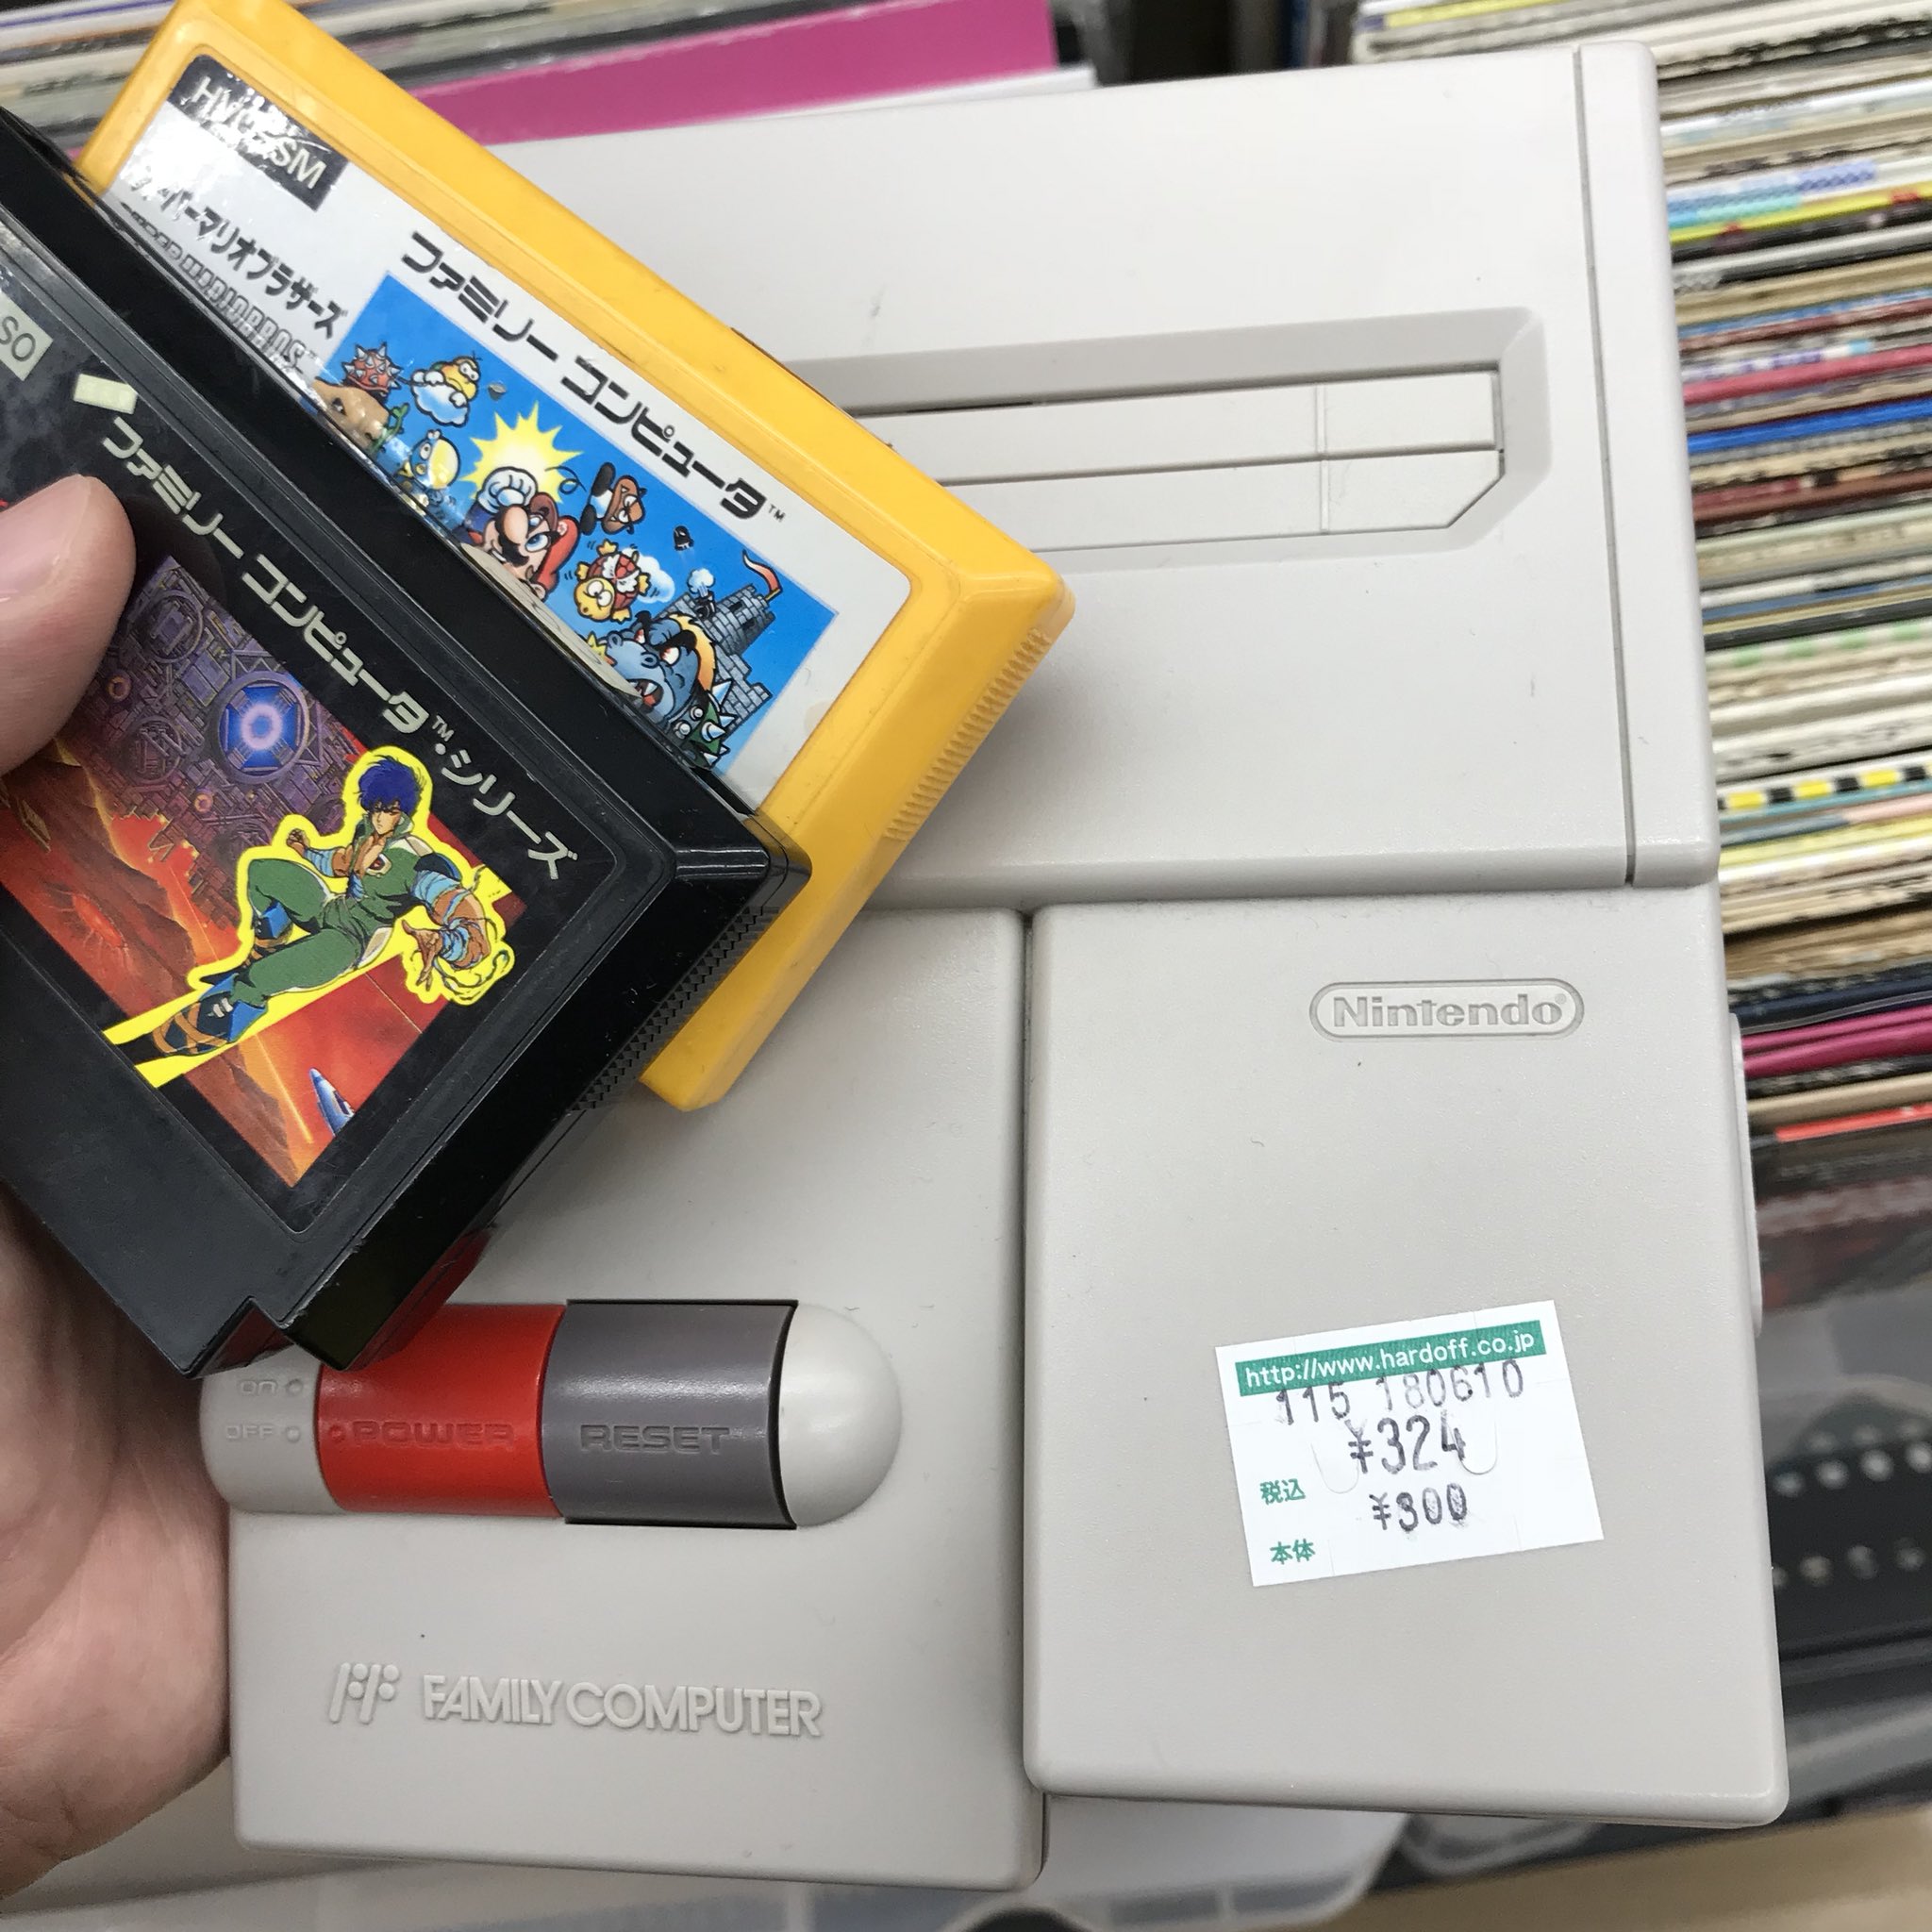 スーパーマリオブラザーズ
ファミリー コンピュータ™
SO
ファミリー コンピュータ™・シリーズ
Nintendo®
http://www.hardoff.co.jp
115 180610
¥324
税込
¥300
本体
ON
OFF
POWER
RESET
FAMILY COMPUTER